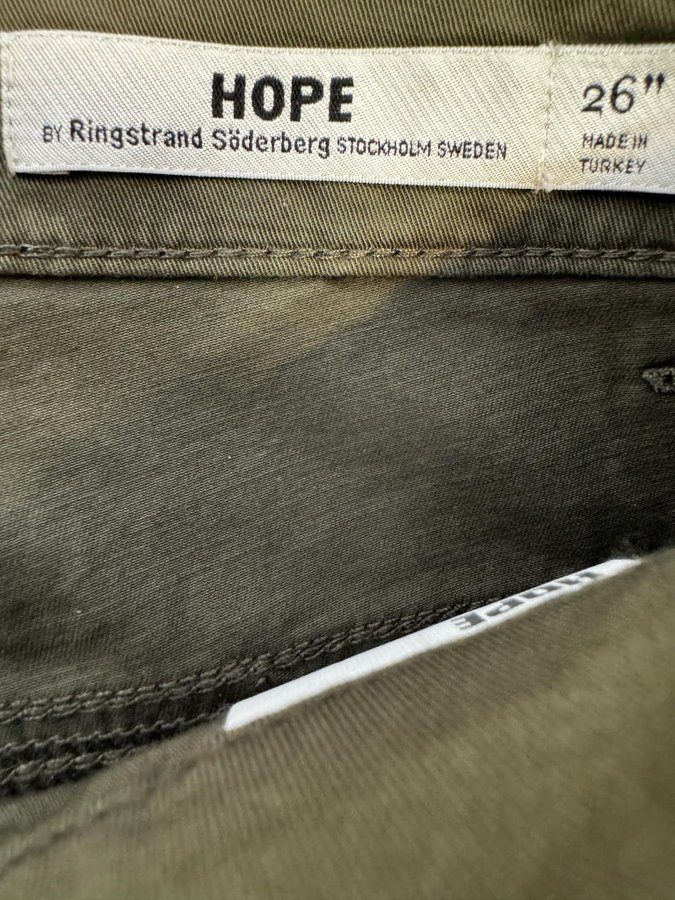 HOPE
BY Ringstrand Söderberg STOCKHOLM SWEDEN
26"
MADE IN
TURKEY
HOPE